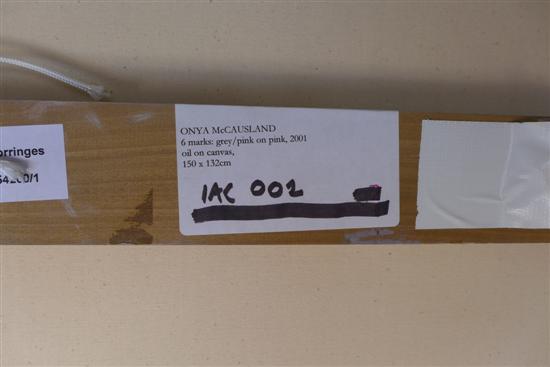 orringes
ONYA McCAUSLAND
6 marks: grey/pink on pink, 2001
oil on canvas,
150 x 132cm
IAC 002